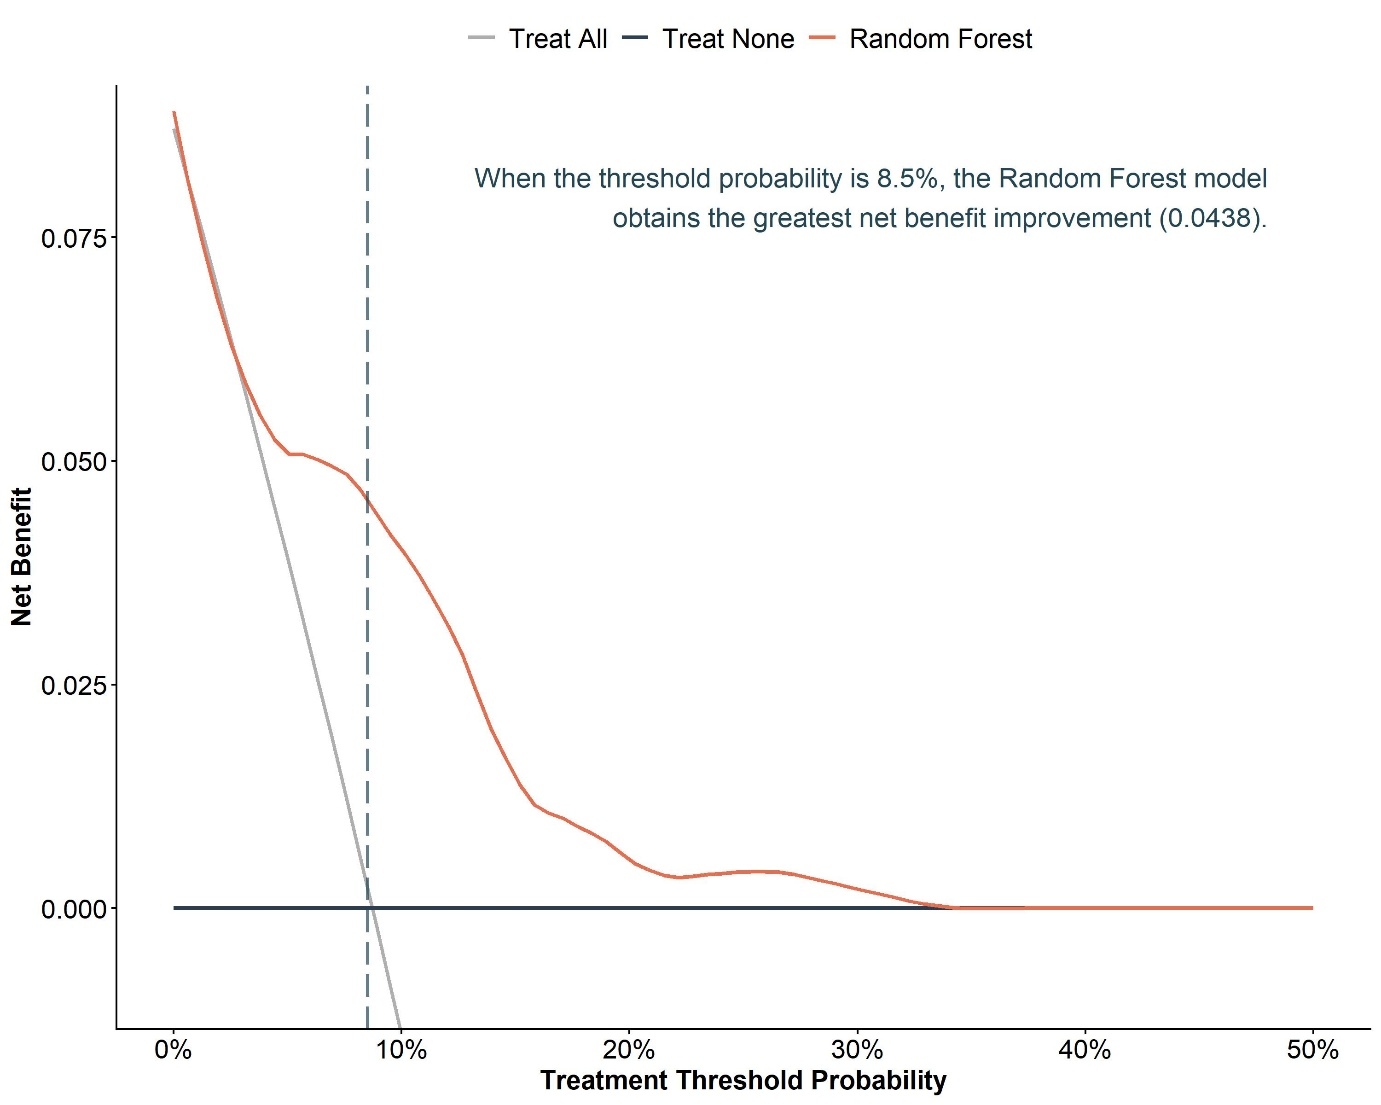 Treat All Treat None Random Forest
When the threshold probability is 8.5%, the Random Forest model
obtains the greatest net benefit improvement (0.0438).
0.075
0.050
0.025
0.000
Net Benefit
0% 10% 20% 30% 40% 50%
Treatment Threshold Probability